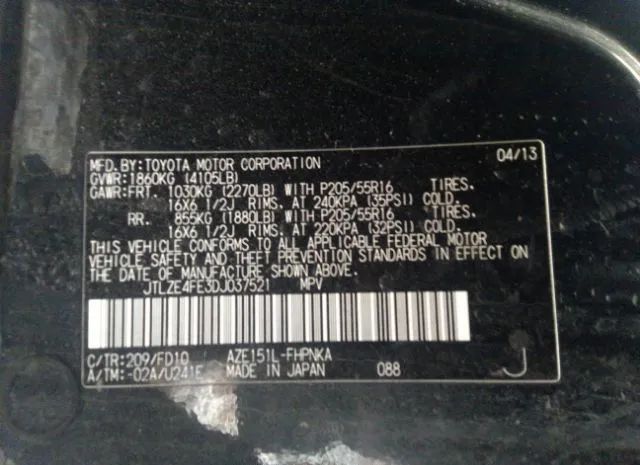 MFD.BY:TOYOTA MOTOR CORPORATION 04/13
GVWR:1860KG (4105LB)
GAWR:FRT. 1030KG (2270LB) WITH P205/55R16 TIRES.
16X6 1/2J RIMS. AT 240KPA (35PSI) COLD.
RR. 855KG (1880LB) WITH P205/55R16 TIRES.
16X6 1/2J RIMS. AT 220KPA (32PSI) COLD.
THIS VEHICLE CONFORMS TO ALL APPLICABLE FEDERAL MOTOR
VEHICLE SAFETY AND THEFT PREVENTION STANDARDS IN EFFECT ON
THE DATE OF MANUFACTURE SHOWN ABOVE.
JTLZE4FE3DJ037521 MPV
C/TR:209/FD10 AZE151L-FHPNKA
A/TM:-02A/U241E MADE IN JAPAN 088 J